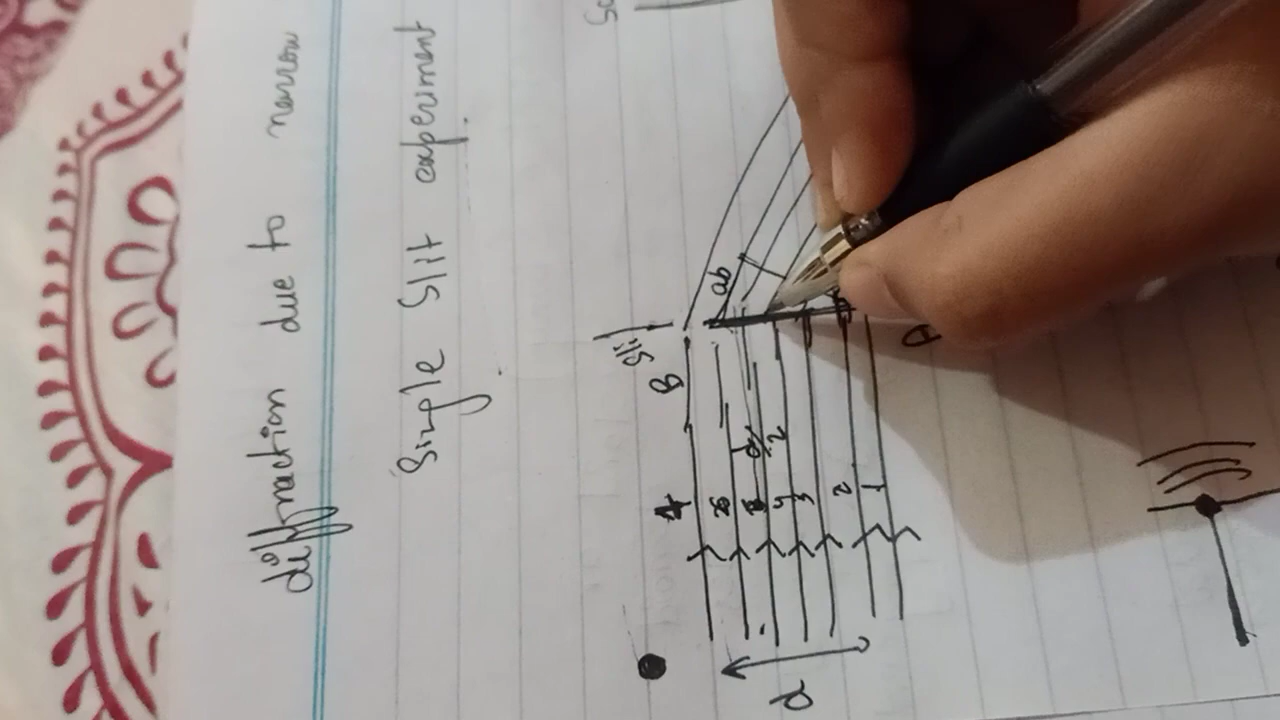 diffraction due to narrow
Single Slit experiment.
Slit
B
ab
d/2
4
3
2
1
d
A